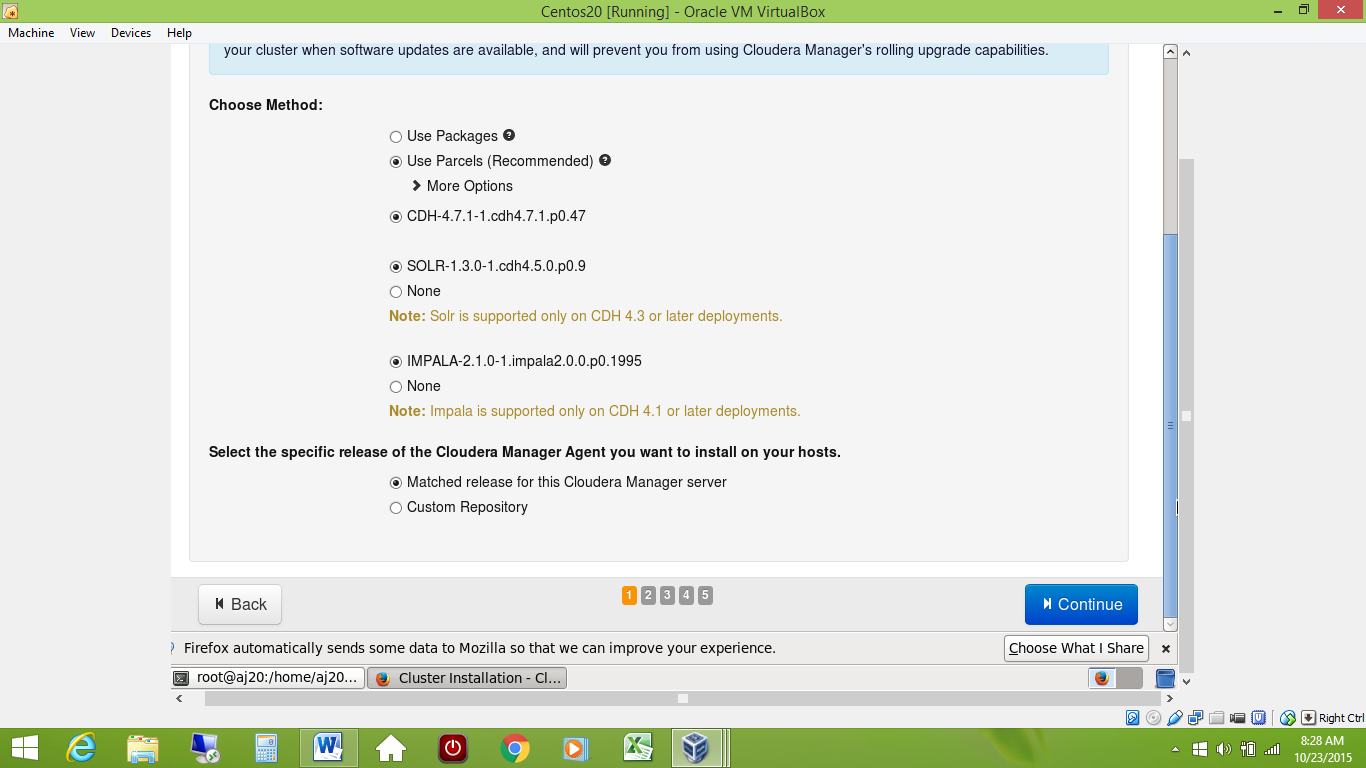 Centos20 [Running] - Oracle VM VirtualBox
Machine View Devices Help
your cluster when software updates are available, and will prevent you from using Cloudera Manager's rolling upgrade capabilities.
Choose Method:
Use Packages
Use Parcels (Recommended)
More Options
CDH-4.7.1-1.cdh4.7.1.p0.47
SOLR-1.3.0-1.cdh4.5.0.p0.9
None
Note: Solr is supported only on CDH 4.3 or later deployments.
IMPALA-2.1.0-1.impala2.0.0.p0.1995
None
Note: Impala is supported only on CDH 4.1 or later deployments.
Select the specific release of the Cloudera Manager Agent you want to install on your hosts.
Matched release for this Cloudera Manager server
Custom Repository
Back 1 2 3 4 5 Continue
Firefox automatically sends some data to Mozilla so that we can improve your experience. Choose What I Share
root@aj20:/home/aj20... Cluster Installation - Cl...
Right Ctrl
8:28 AM
10/23/2015